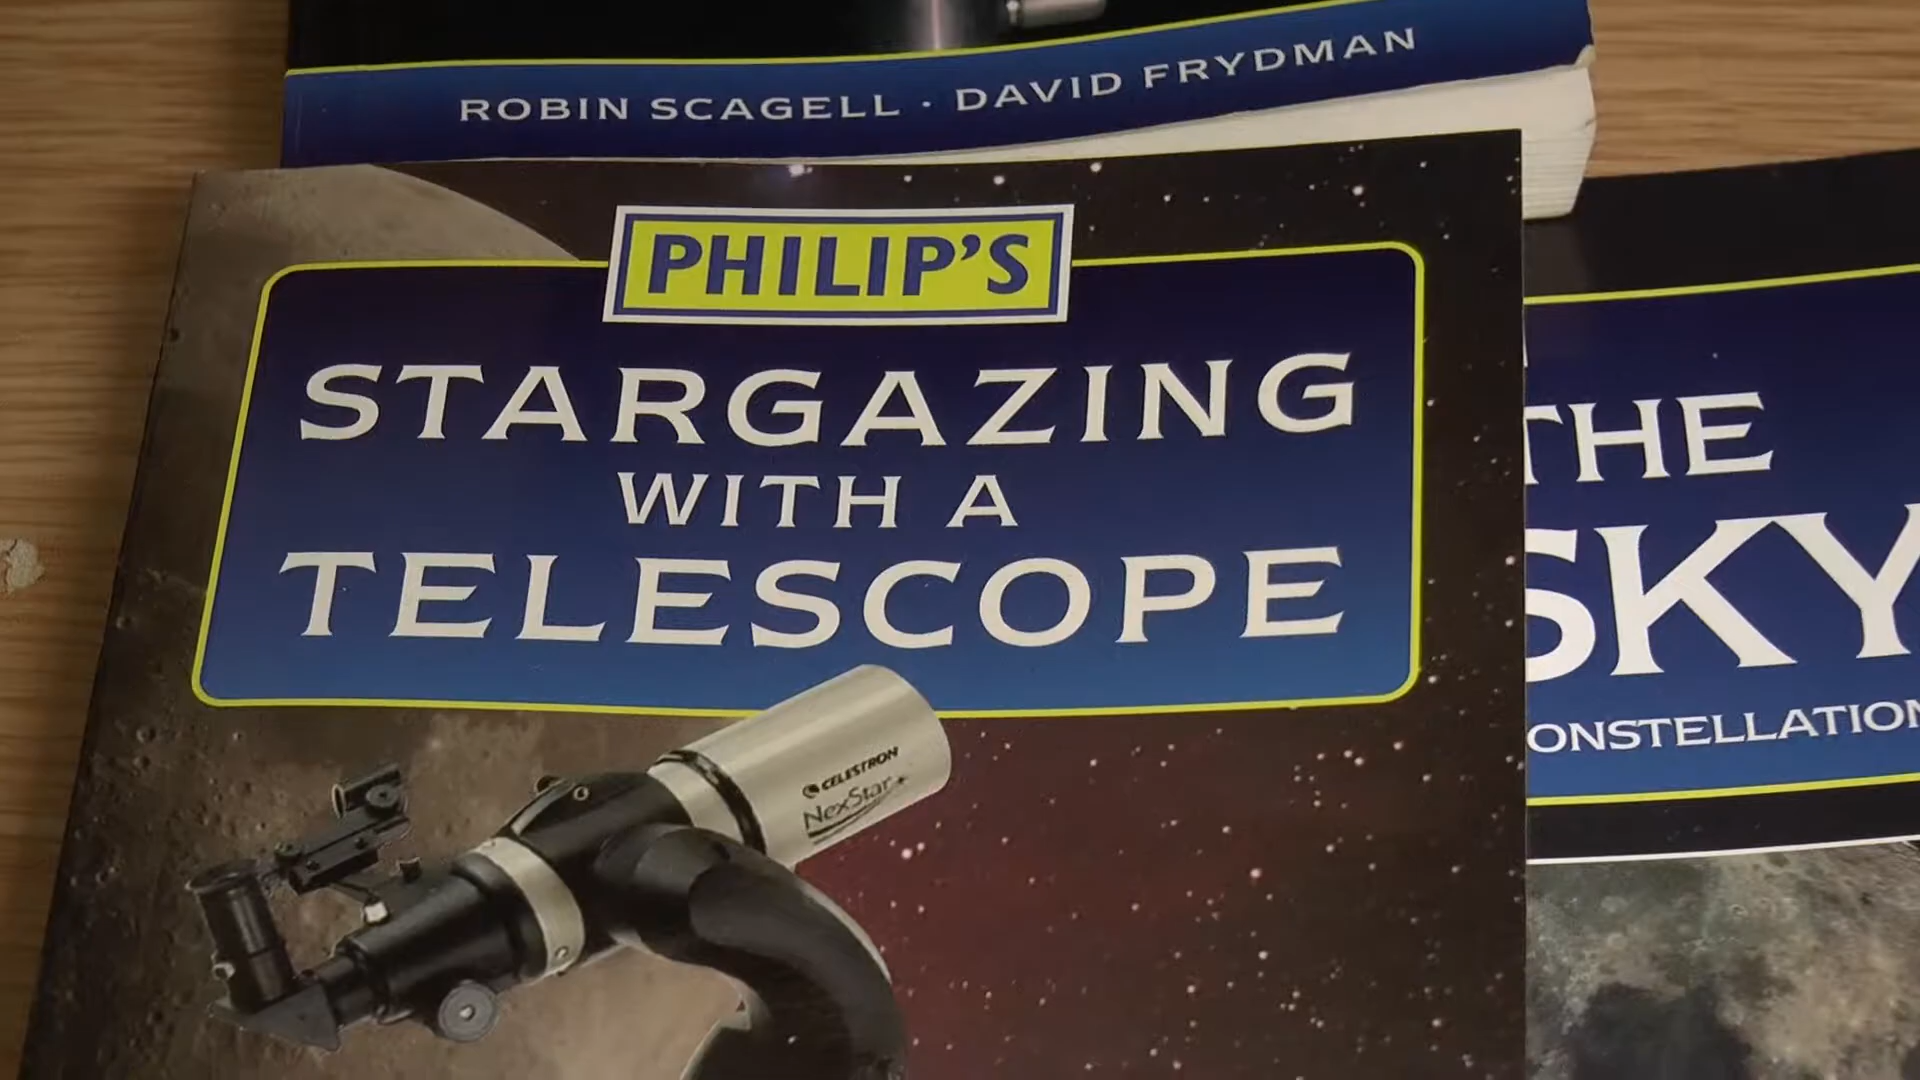 ROBIN SCAGELL · DAVID FRYDMAN
PHILIP'S
STARGAZING
WITH A
TELESCOPE
CELESTRON
NexStar
THE
SKY
ONSTELLATION